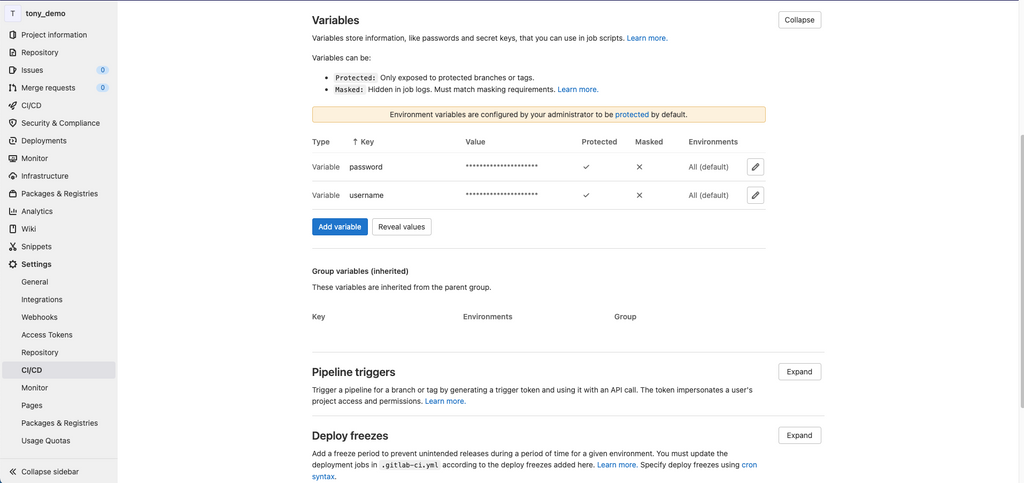 T tony_demo
Project information
Repository
Issues 0
Merge requests 0
CI/CD
Security & Compliance
Deployments
Monitor
Infrastructure
Packages & Registries
Analytics
Wiki
Snippets
Settings
General
Integrations
Webhooks
Access Tokens
Repository
CI/CD
Monitor
Pages
Packages & Registries
Usage Quotas
Collapse sidebar
Variables
Collapse
Variables store information, like passwords and secret keys, that you can use in job scripts. Learn more.
Variables can be:
• Protected: Only exposed to protected branches or tags.
• Masked: Hidden in job logs. Must match masking requirements. Learn more.
Environment variables are configured by your administrator to be protected by default.
Type ↑ Key Value Protected Masked Environments
Variable password ********************* ✓ ✕ All (default)
Variable username ********************* ✓ ✕ All (default)
Add variable Reveal values
Group variables (inherited)
These variables are inherited from the parent group.
Key Environments Group
Pipeline triggers
Expand
Trigger a pipeline for a branch or tag by generating a trigger token and using it with an API call. The token impersonates a user's
project access and permissions. Learn more.
Deploy freezes
Expand
Add a freeze period to prevent unintended releases during a period of time for a given environment. You must update the
deployment jobs in .gitlab-ci.yml according to the deploy freezes added here. Learn more. Specify deploy freezes using cron
syntax.